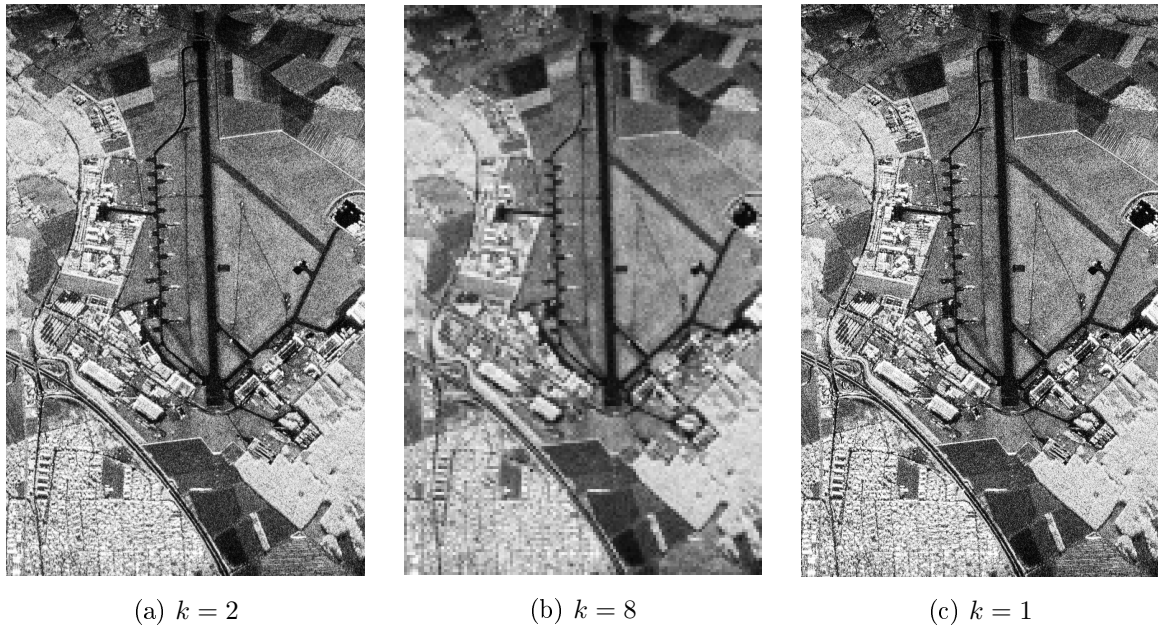 (a) k = 2
(b) k = 8
(c) k = 1